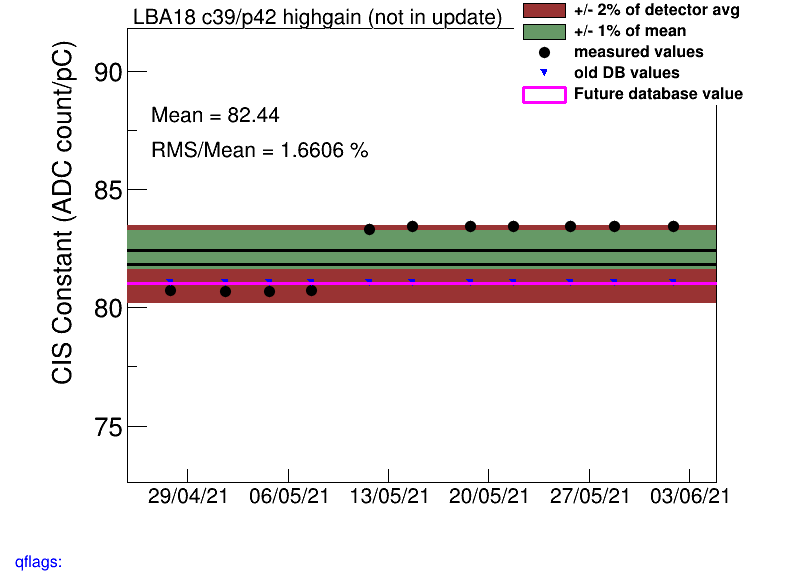 LBA18 c39/p42 highgain (not in update)
+/- 2% of detector avg
+/- 1% of mean
measured values
old DB values
Future database value
Mean = 82.44
RMS/Mean = 1.6606 %
CIS Constant (ADC count/pC)
90
85
80
75
29/04/21 06/05/21 13/05/21 20/05/21 27/05/21 03/06/21
qflags: